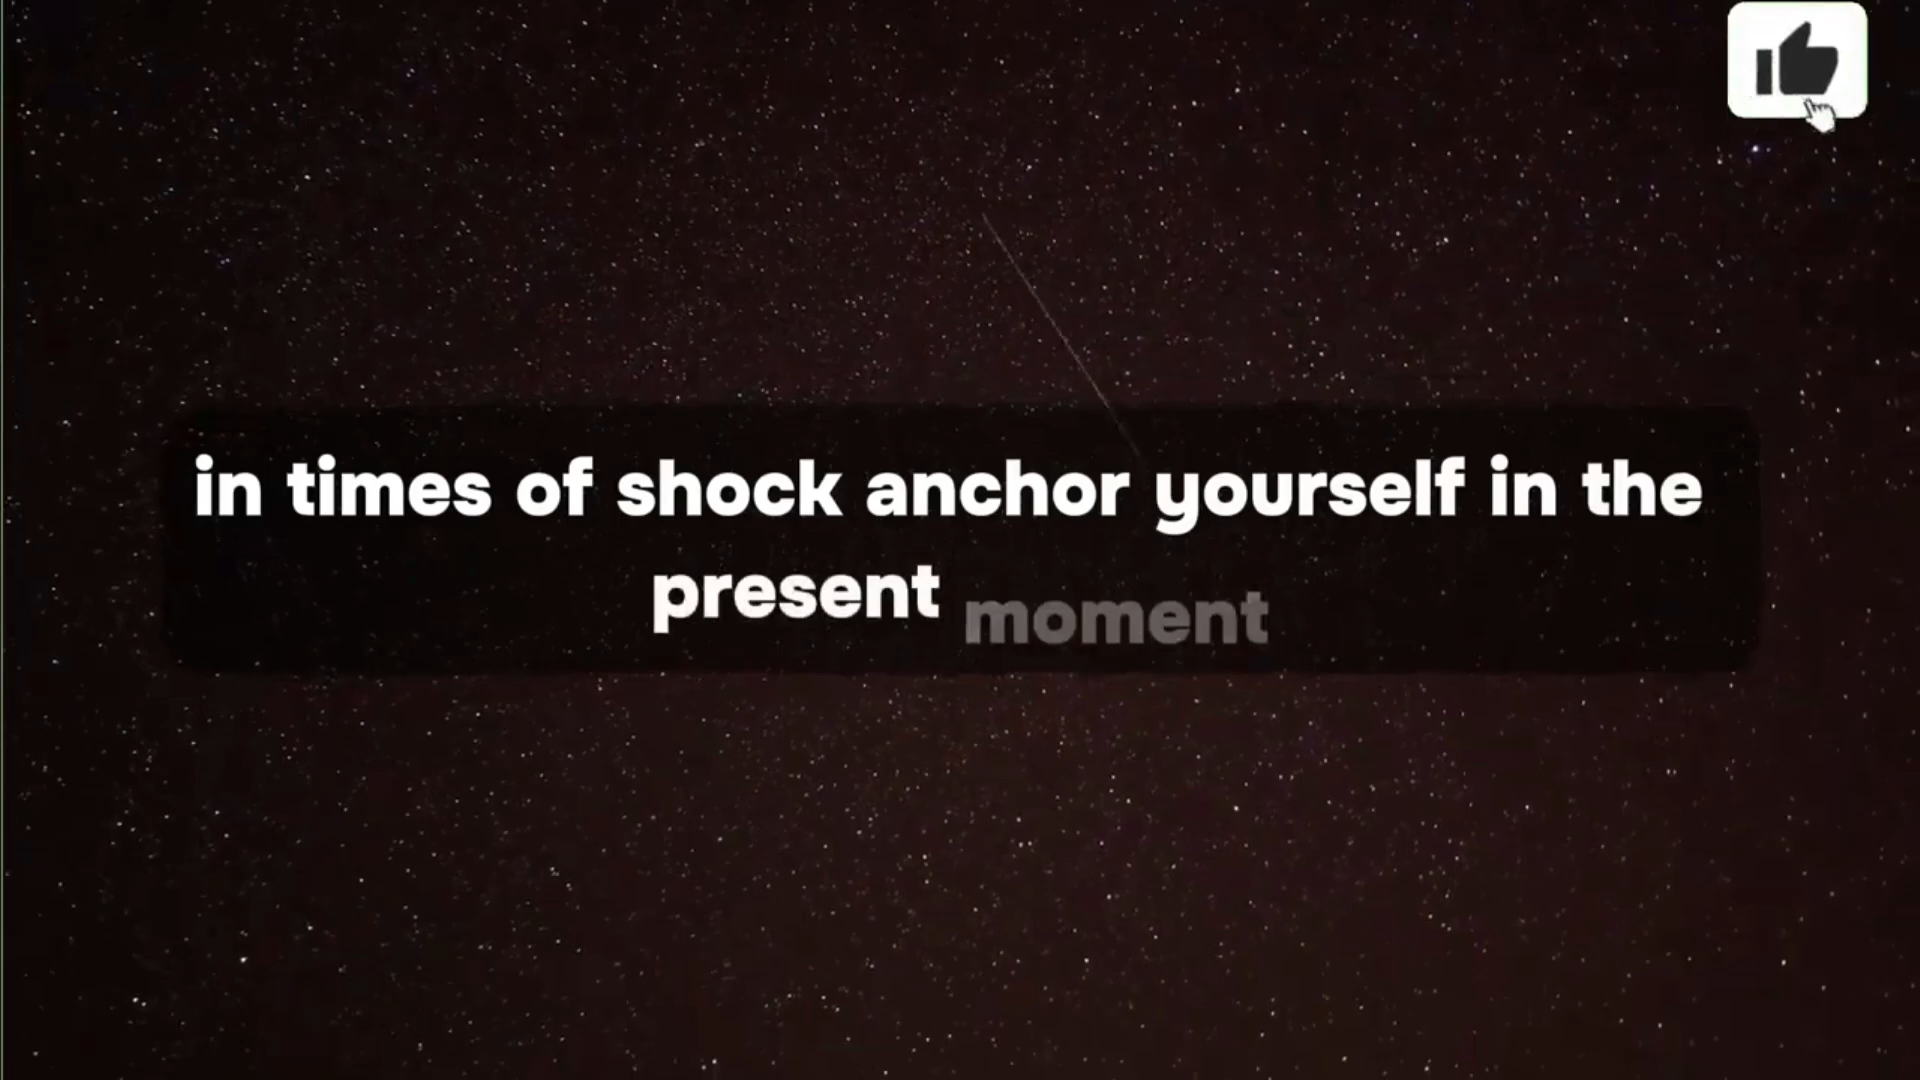 in times of shock anchor yourself in the
present moment